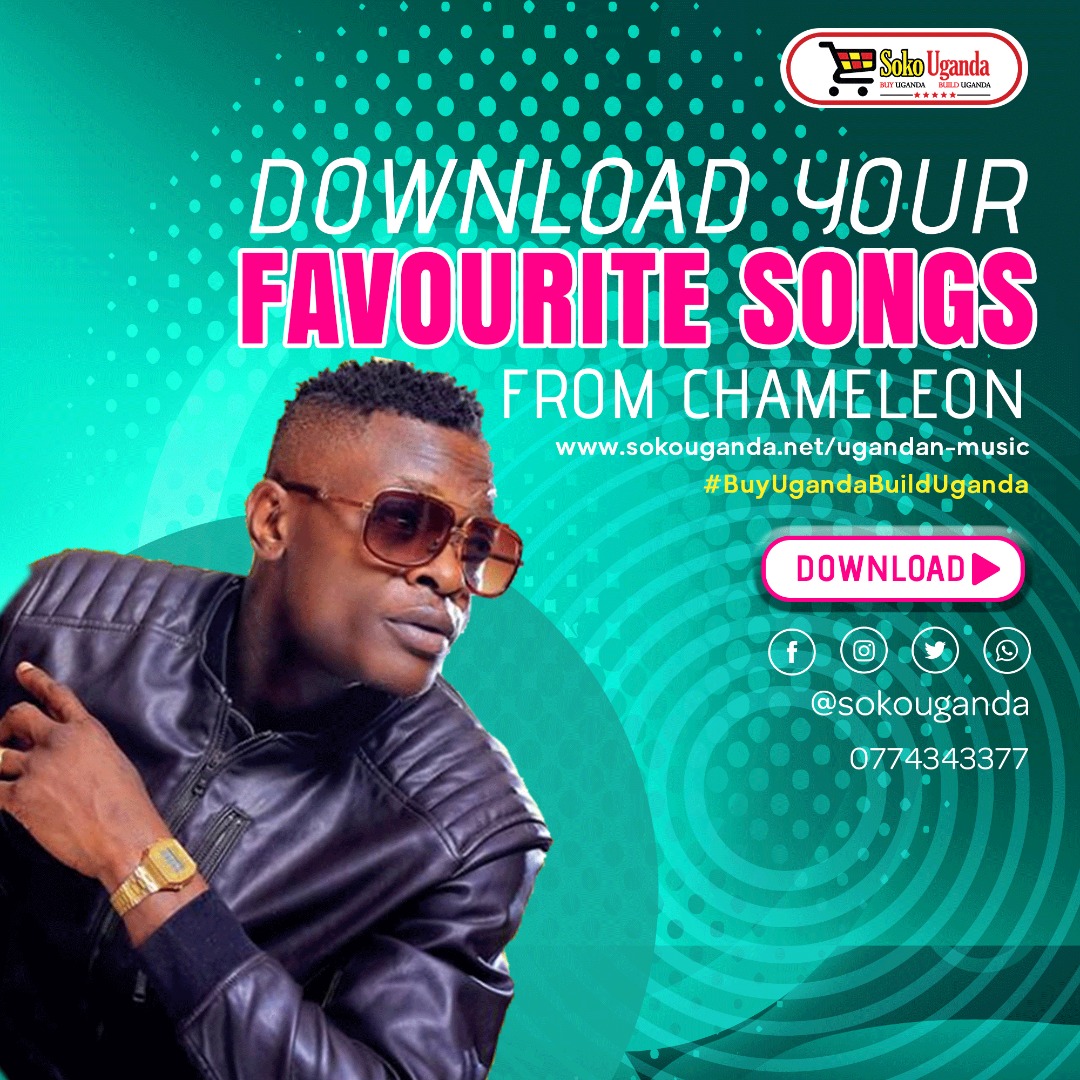 Soko Uganda
BUY UGANDA BUILD UGANDA
DOWNLOAD YOUR
FAVOURITE SONGS
FROM CHAMELEON
www.sokouganda.net/ugandan-music
#BuyUgandaBuildUganda
DOWNLOAD
@sokouganda
0774343377